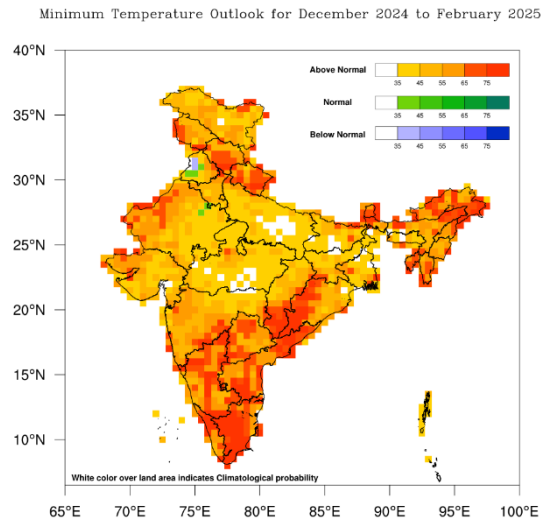 Minimum Temperature Outlook for December 2024 to February 2025
40°N
35°N
30°N
25°N
20°N
15°N
10°N
Above Normal
35 45 55 65 75
Normal
35 45 55 65 75
Below Normal
35 45 55 65 75
White color over land area indicates Climatological probability
65°E 70°E 75°E 80°E 85°E 90°E 95°E 100°E